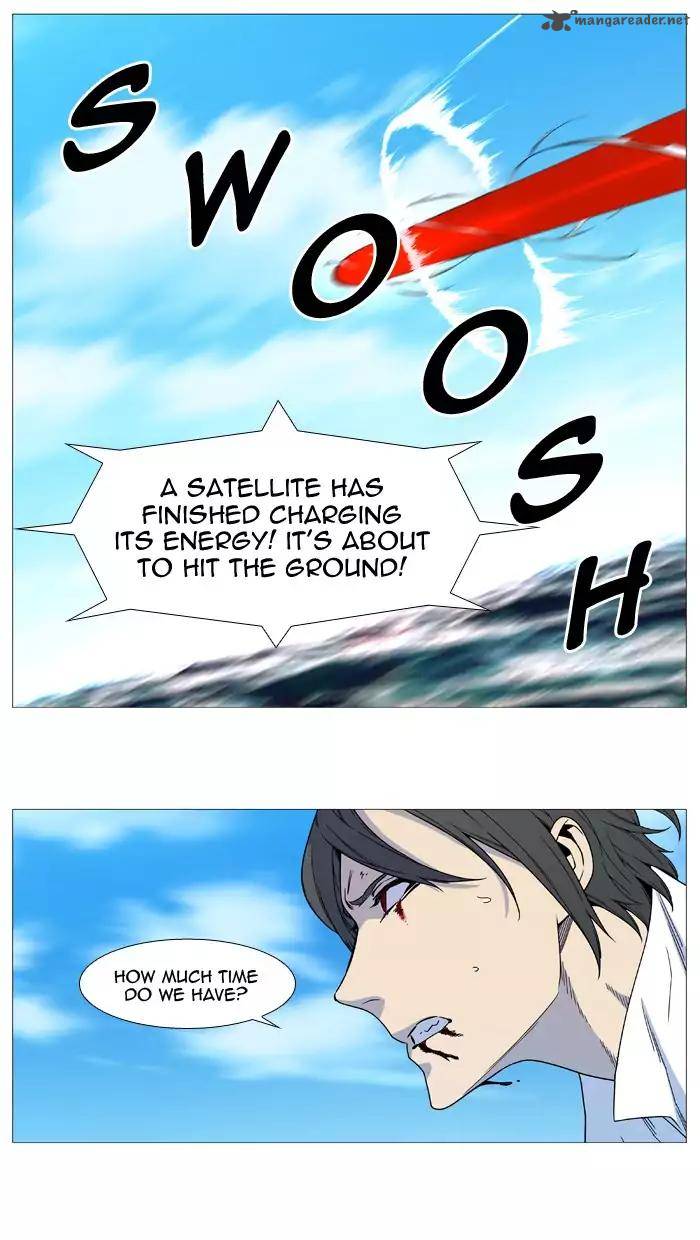 mangareader.net
SWOOSH
A SATELLITE HAS
FINISHED CHARGING
ITS ENERGY! IT'S ABOUT
TO HIT THE GROUND!
HOW MUCH TIME
DO WE HAVE?